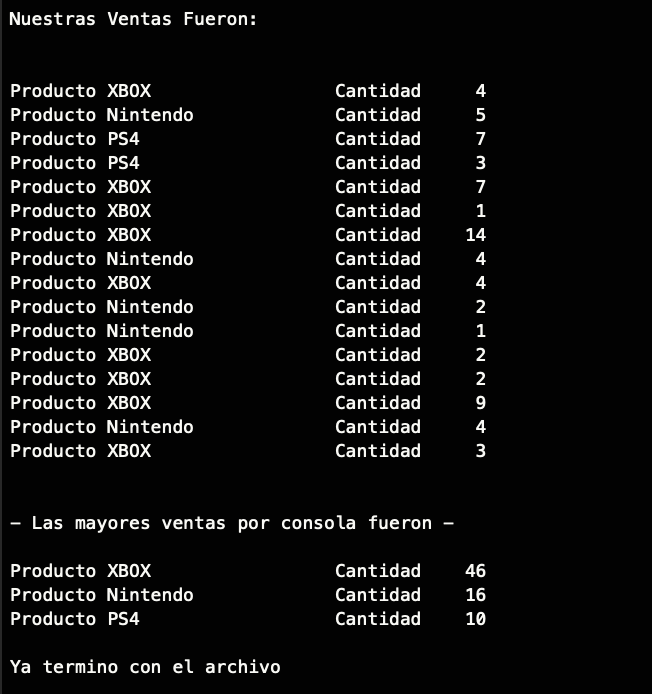 Nuestras Ventas Fueron:
Producto XBOX Cantidad 4
Producto Nintendo Cantidad 5
Producto PS4 Cantidad 7
Producto PS4 Cantidad 3
Producto XBOX Cantidad 7
Producto XBOX Cantidad 1
Producto XBOX Cantidad 14
Producto Nintendo Cantidad 4
Producto XBOX Cantidad 4
Producto Nintendo Cantidad 2
Producto Nintendo Cantidad 1
Producto XBOX Cantidad 2
Producto XBOX Cantidad 2
Producto XBOX Cantidad 9
Producto Nintendo Cantidad 4
Producto XBOX Cantidad 3
– Las mayores ventas por consola fueron –
Producto XBOX Cantidad 46
Producto Nintendo Cantidad 16
Producto PS4 Cantidad 10
Ya termino con el archivo